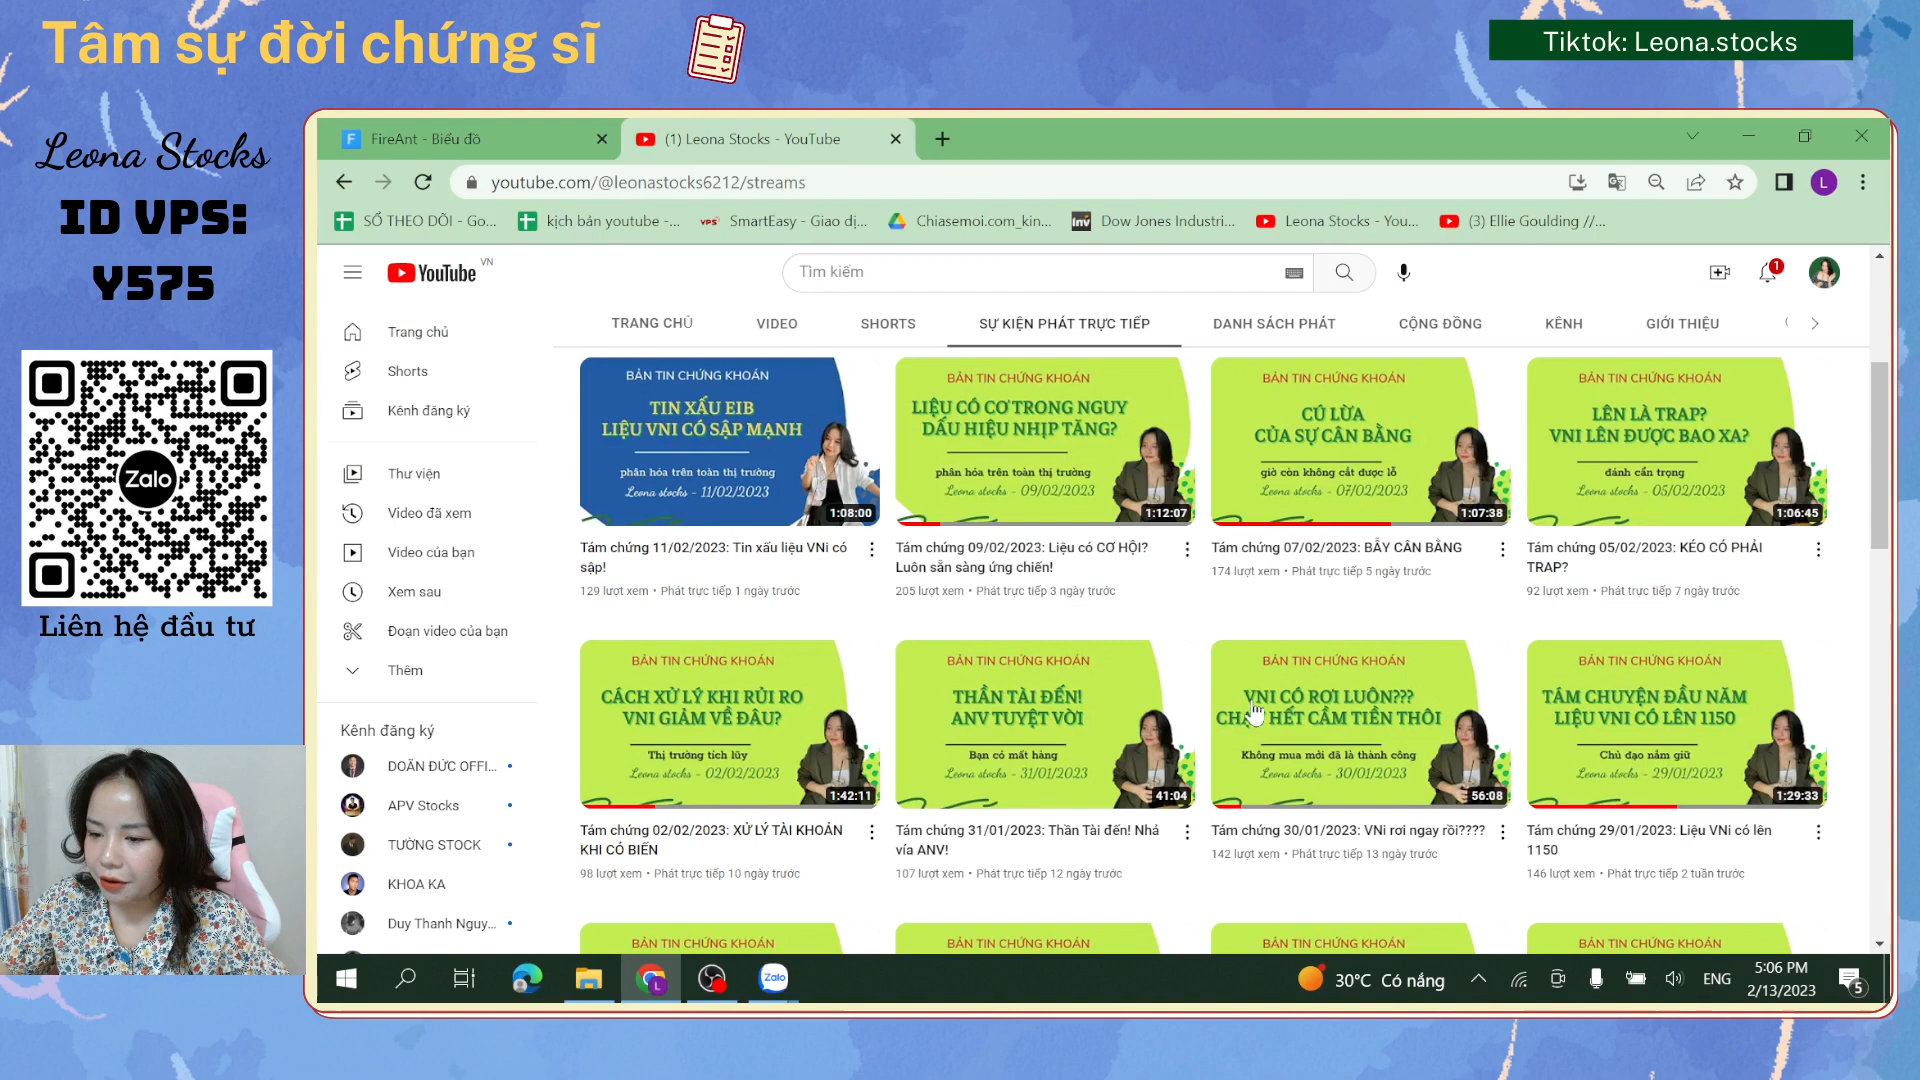 Tâm sự đời chứng sĩ
Tiktok: Leona.stocks
Leona Stocks
ID VPS:
Y575
Zalo
Liên hệ đầu tư
FireAnt - Biểu đồ
(1) Leona Stocks - YouTube
youtube.com/@leonastocks6212/streams
L
SỔ THEO DÕI - Go...
kịch bản youtube -...
VPS
SmartEasy - Giao dị...
Chiasemoi.com_kin...
Inv
Dow Jones Industri...
Leona Stocks - You...
(3) Ellie Goulding //...
YouTube VN
Tìm kiếm
1
TRANG CHỦ
VIDEO
SHORTS
SỰ KIỆN PHÁT TRỰC TIẾP
DANH SÁCH PHÁT
CỘNG ĐỒNG
KÊNH
GIỚI THIỆU
Trang chủ
Shorts
Kênh đăng ký
Thư viện
Video đã xem
Video của bạn
Xem sau
Đoạn video của bạn
Thêm
Kênh đăng ký
DOÃN ĐỨC OFFI...
APV Stocks
TƯỜNG STOCK
KHOA KA
Duy Thanh Nguy...
BẢN TIN CHỨNG KHOÁN
TIN XẤU EIB
LIỆU VNI CÓ SẬP MẠNH
phân hóa trên toàn thị trường
Leona stocks - 11/02/2023
1:08:00
Tám chứng 11/02/2023: Tin xấu liệu VNi có
sập!
129 lượt xem • Phát trực tiếp 1 ngày trước
BẢN TIN CHỨNG KHOÁN
LIỆU CÓ CƠ TRONG NGUY
DẤU HIỆU NHỊP TĂNG?
phân hóa trên toàn thị trường
Leona stocks - 09/02/2023
1:12:07
Tám chứng 09/02/2023: Liệu có CƠ HỘI?
Luôn sẵn sàng ứng chiến!
205 lượt xem • Phát trực tiếp 3 ngày trước
BẢN TIN CHỨNG KHOÁN
CÚ LỪA
CỦA SỰ CÂN BẰNG
giờ còn không cắt được lỗ
Leona stocks - 07/02/2023
1:07:38
Tám chứng 07/02/2023: BẪY CÂN BẰNG
174 lượt xem • Phát trực tiếp 5 ngày trước
BẢN TIN CHỨNG KHOÁN
LÊN LÀ TRAP?
VNI LÊN ĐƯỢC BAO XA?
đánh cẩn trọng
Leona stocks - 05/02/2023
1:06:45
Tám chứng 05/02/2023: KÉO CÓ PHẢI
TRAP?
92 lượt xem • Phát trực tiếp 7 ngày trước
BẢN TIN CHỨNG KHOÁN
CÁCH XỬ LÝ KHI RỦI RO
VNI GIẢM VỀ ĐÂU?
Thị trường tích lũy
Leona stocks - 02/02/2023
1:42:11
Tám chứng 02/02/2023: XỬ LÝ TÀI KHOẢN
KHI CÓ BIẾN
98 lượt xem • Phát trực tiếp 10 ngày trước
BẢN TIN CHỨNG KHOÁN
THẦN TÀI ĐẾN!
ANV TUYỆT VỜI
Bạn có mất hàng
Leona stocks - 31/01/2023
41:04
Tám chứng 31/01/2023: Thần Tài đến! Nhả
vía ANV!
107 lượt xem • Phát trực tiếp 12 ngày trước
BẢN TIN CHỨNG KHOÁN
VNI CÓ RƠI LUÔN???
HẾT CẦM TIỀN THÔI
Không mua mới đã là thành công
Leona stocks - 30/01/2023
56:08
Tám chứng 30/01/2023: VNi rơi ngay rồi????
142 lượt xem • Phát trực tiếp 13 ngày trước
BẢN TIN CHỨNG KHOÁN
TÁM CHUYỆN ĐẦU NĂM
LIỆU VNI CÓ LÊN 1150
Chủ đạo nắm giữ
Leona stocks - 29/01/2023
1:29:33
Tám chứng 29/01/2023: Liệu VNi có lên
1150
146 lượt xem • Phát trực tiếp 2 tuần trước
BẢN TIN CHỨNG KHOÁN
BẢN TIN CHỨNG KHOÁN
BẢN TIN CHỨNG KHOÁN
BẢN TIN CHỨNG KHOÁN
L
Zalo
30°C Có nắng
ENG
5:06 PM
2/13/2023
5